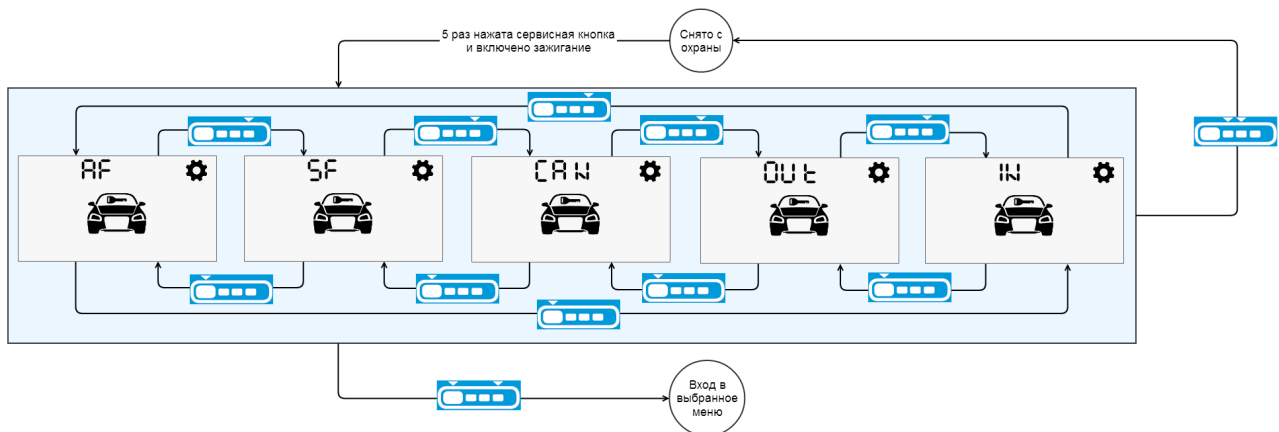 5 раз нажата сервисная кнопка
и включено зажигание
Снято с
охраны
AF
SF
CAN
OUt
IN
Вход в
выбранное
меню